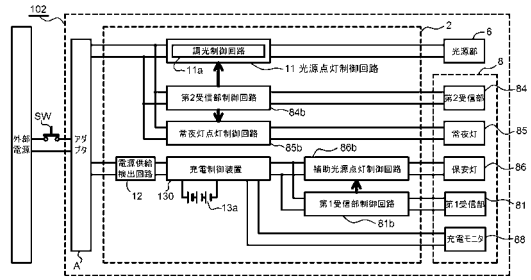 102
2
6
調光制御回路
光源部
11a
11 光源点灯制御回路
8
第2受信部制御回路
第2受信部
84
84b
SW
外部電源
アダプタ
常夜灯点灯制御回路
常夜灯
85
85b
86b
電源供給検出回路
充電制御装置
補助光源点灯制御回路
保安灯
86
12
130
13a
第1受信部制御回路
第1受信部
81
81b
充電モニタ
88
A